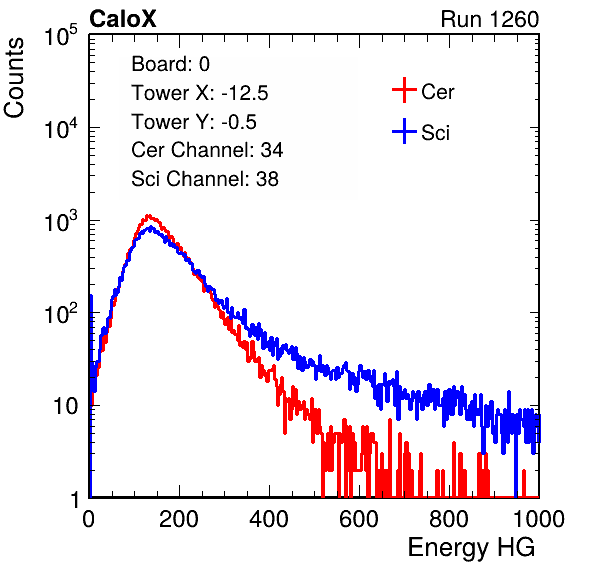 CaloX Run 1260
Counts
Board: 0
Tower X: -12.5
Tower Y: -0.5
Cer Channel: 34
Sci Channel: 38
Cer
Sci
10^5
10^4
10^3
10^2
10
1
0 200 400 600 800 1000
Energy HG